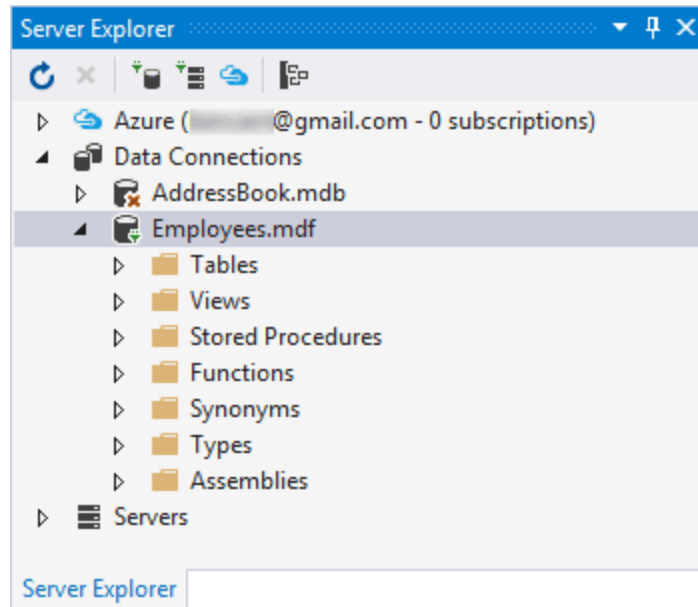 Server Explorer
Azure ( @gmail.com - 0 subscriptions)
Data Connections
AddressBook.mdb
Employees.mdf
Tables
Views
Stored Procedures
Functions
Synonyms
Types
Assemblies
Servers
Server Explorer